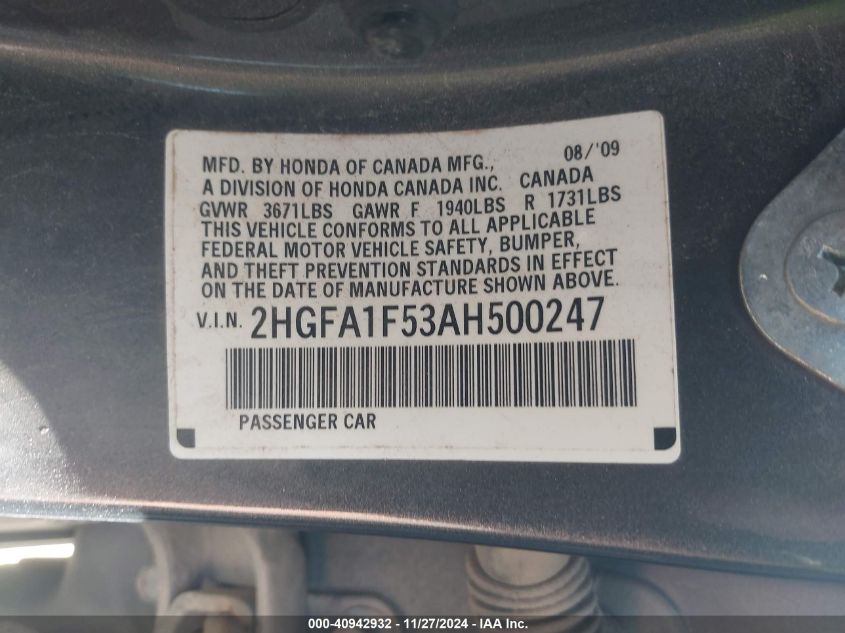 MFD. BY HONDA OF CANADA MFG., 08/'09
A DIVISION OF HONDA CANADA INC. CANADA
GVWR 3671LBS GAWR F 1940LBS R 1731LBS
THIS VEHICLE CONFORMS TO ALL APPLICABLE
FEDERAL MOTOR VEHICLE SAFETY, BUMPER,
AND THEFT PREVENTION STANDARDS IN EFFECT
ON THE DATE OF MANUFACTURE SHOWN ABOVE.
V.I.N. 2HGFA1F53AH500247
PASSENGER CAR
000-40942932 - 11/27/2024 - IAA Inc.